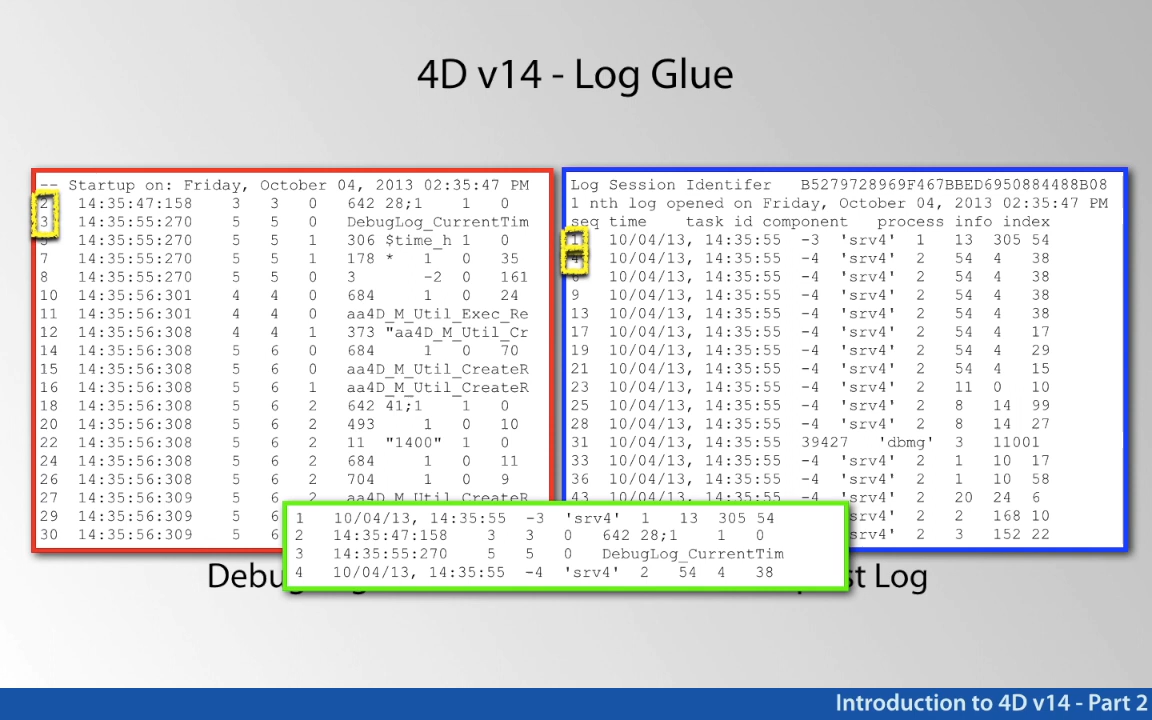 4D v14 - Log Glue
-- Startup on: Friday, October 04, 2013 02:35:47 PM
2 14:35:47:158 3 3 0 642 28;1 1 0
3 14:35:55:270 5 5 0 DebugLog_CurrentTim
14:35:55:270 5 5 1 306 $time_h 1 0
7 14:35:55:270 5 5 1 178 * 1 0 35
8 14:35:55:270 5 5 0 3 -2 0 161
10 14:35:56:301 4 4 0 684 1 0 24
11 14:35:56:301 4 4 0 aa4D_M_Util_Exec_Re
12 14:35:56:308 4 4 1 373 "aa4D_M_Util_Cr
14 14:35:56:308 5 6 0 684 1 0 70
15 14:35:56:308 5 6 0 aa4D_M_Util_CreateR
16 14:35:56:308 5 6 1 aa4D_M_Util_CreateR
18 14:35:56:308 5 6 2 642 41;1 1 0
20 14:35:56:308 5 6 2 493 1 0 10
22 14:35:56:308 5 6 2 11 "1400" 1 0
24 14:35:56:308 5 6 2 684 1 0 11
26 14:35:56:308 5 6 2 704 1 0 9
27 14:35:56:309 5 6 2 aa4D_M_Util_CreateR
29 14:35:56:309 5 6
30 14:35:56:309 5 6
Log Session Identifer B5279728969F467BBED6950884488B08
1 nth log opened on Friday, October 04, 2013 02:35:47 PM
seq time task id component process info index
1 10/04/13, 14:35:55 -3 'srv4' 1 13 305 54
4 10/04/13, 14:35:55 -4 'srv4' 2 54 4 38
10/04/13, 14:35:55 -4 'srv4' 2 54 4 38
9 10/04/13, 14:35:55 -4 'srv4' 2 54 4 38
13 10/04/13, 14:35:55 -4 'srv4' 2 54 4 38
17 10/04/13, 14:35:55 -4 'srv4' 2 54 4 17
19 10/04/13, 14:35:55 -4 'srv4' 2 54 4 29
21 10/04/13, 14:35:55 -4 'srv4' 2 54 4 15
23 10/04/13, 14:35:55 -4 'srv4' 2 11 0 10
25 10/04/13, 14:35:55 -4 'srv4' 2 8 14 99
28 10/04/13, 14:35:55 -4 'srv4' 2 8 14 27
31 10/04/13, 14:35:55 39427 'dbmg' 3 11001
33 10/04/13, 14:35:55 -4 'srv4' 2 1 10 17
36 10/04/13, 14:35:55 -4 'srv4' 2 1 10 58
43 10/04/13, 14:35:55 -4 'srv4' 2 20 24 6
'srv4' 2 2 168 10
'srv4' 2 3 152 22
1 10/04/13, 14:35:55 -3 'srv4' 1 13 305 54
2 14:35:47:158 3 3 0 642 28;1 1 0
3 14:35:55:270 5 5 0 DebugLog_CurrentTim
4 10/04/13, 14:35:55 -4 'srv4' 2 54 4 38
Debu
st Log
Introduction to 4D v14 - Part 2